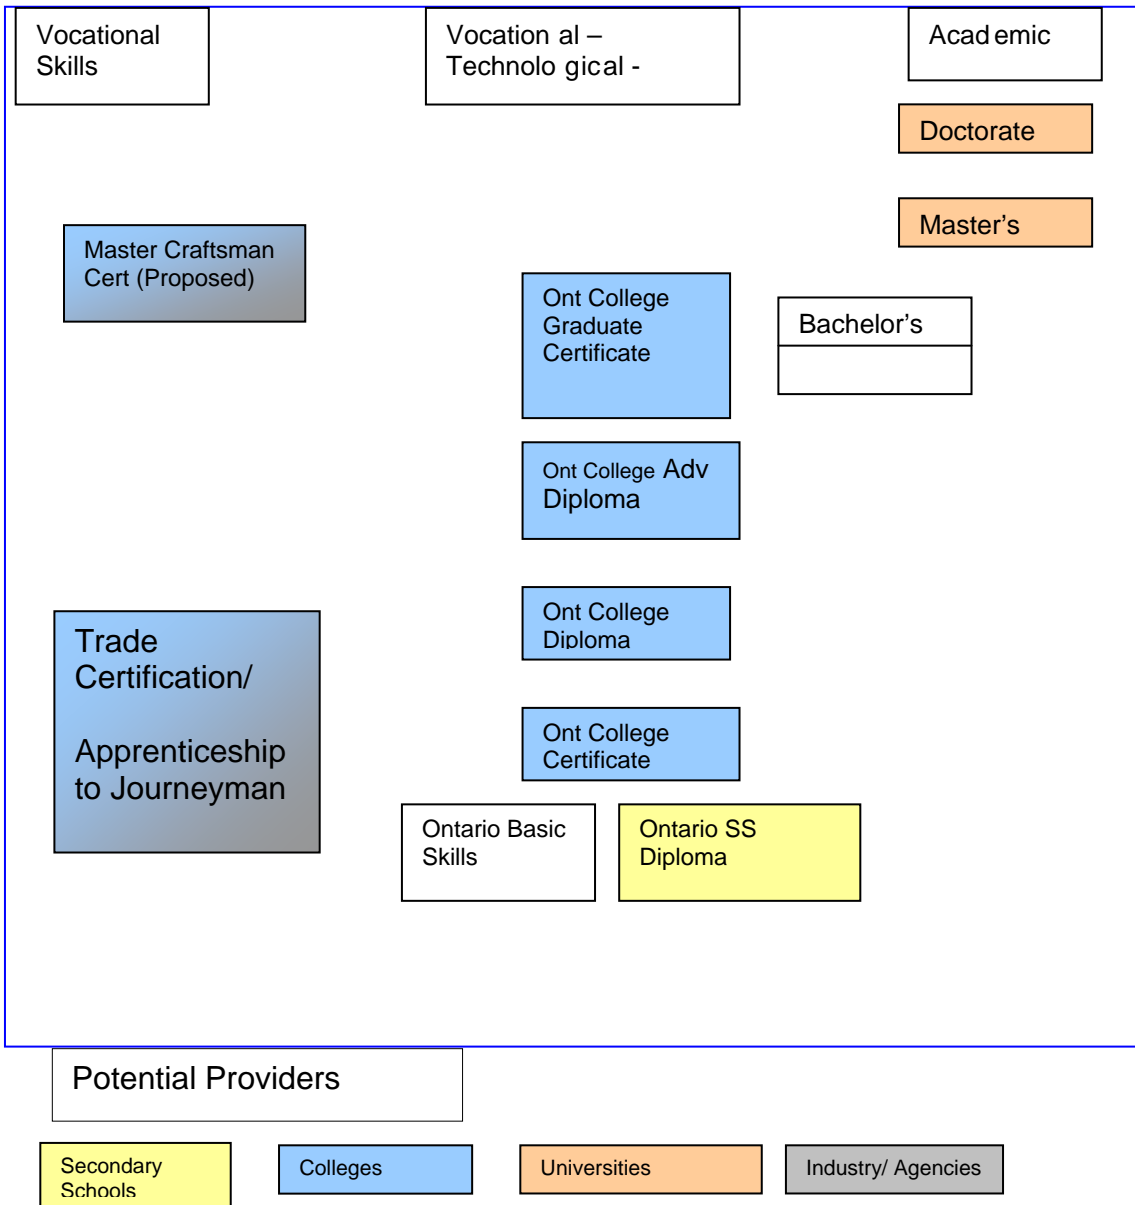 Vocational
Skills
Vocation al –
Technolo gical -
Acad emic
Doctorate
Master's
Master Craftsman
Cert (Proposed)
Ont College
Graduate
Certificate
Bachelor's
Ont College Adv
Diploma
Ont College
Diploma
Trade
Certification/
Apprenticeship
to Journeyman
Ont College
Certificate
Ontario Basic
Skills
Ontario SS
Diploma
Potential Providers
Secondary
Schools
Colleges
Universities
Industry/ Agencies